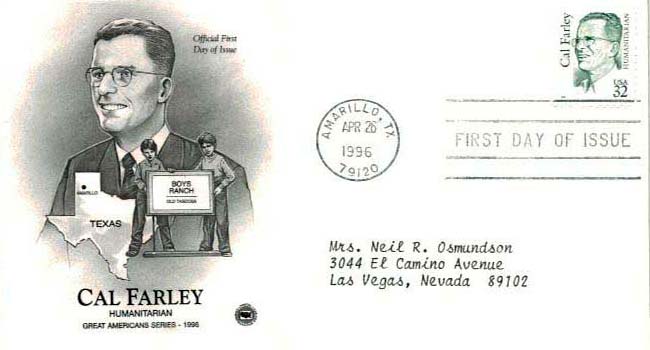 Official First
Day of Issue
AMARILLO
TEXAS
BOYS
RANCH
OLD TASCOSA
CAL FARLEY
HUMANITARIAN
GREAT AMERICANS SERIES - 1996
AMARILLO, TX
APR 26
1996
79120
FIRST DAY OF ISSUE
Cal Farley
HUMANITARIAN
USA
32
Mrs. Neil R. Osmundson
3044 El Camino Avenue
Las Vegas, Nevada 89102